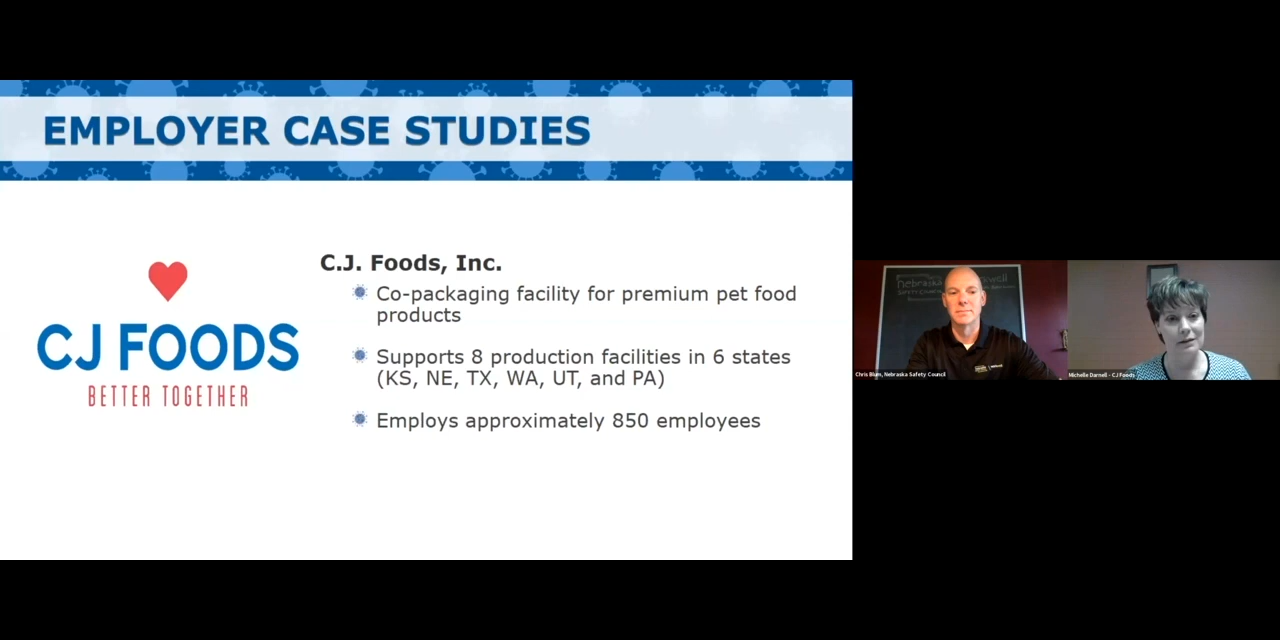 EMPLOYER CASE STUDIES
CJ FOODS
BETTER TOGETHER
C.J. Foods, Inc.
Co-packaging facility for premium pet food
products
Supports 8 production facilities in 6 states
(KS, NE, TX, WA, UT, and PA)
Employs approximately 850 employees
nebraska
Chris Blum, Nebraska Safety Council
Michelle Darnell - CJ Foods